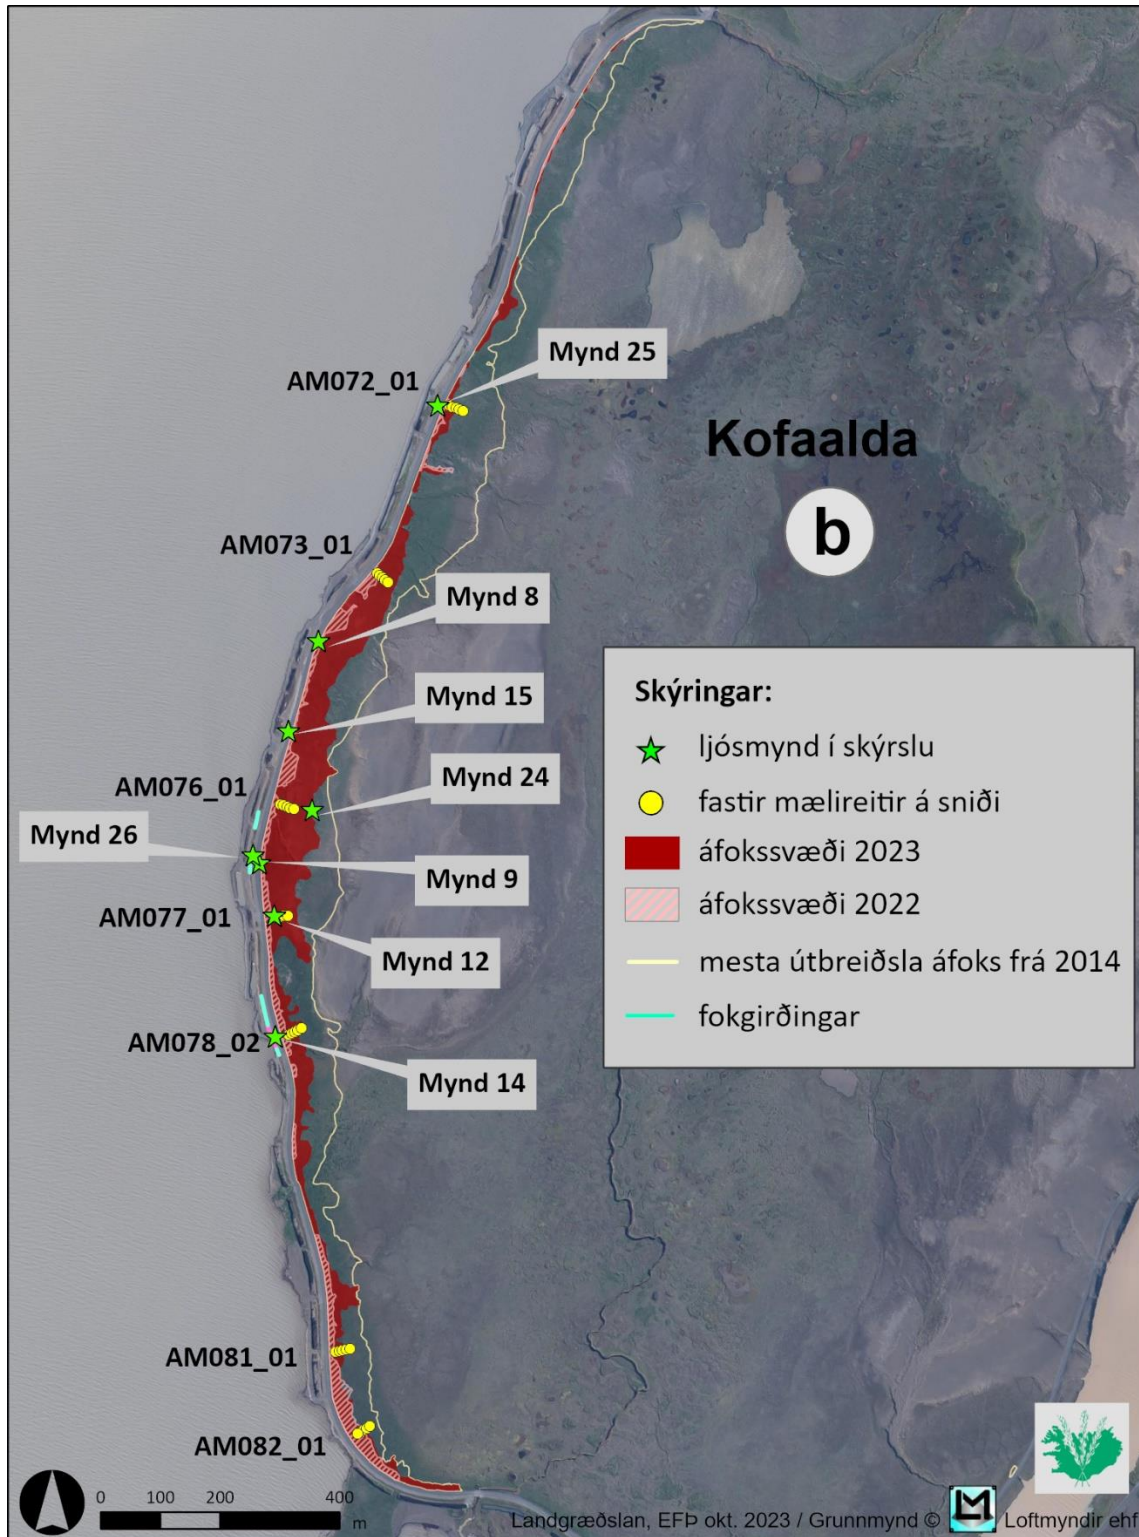 Mynd 25
AM072_01
Kofaalda
b
AM073_01
Mynd 8
Mynd 15
Mynd 24
AM076_01
Mynd 26
Mynd 9
AM077_01
Mynd 12
AM078_02
Mynd 14
AM081_01
AM082_01
Skýringar:
ljósmynd í skýrslu
fastir mælireitir á sniði
áfokssvæði 2023
áfokssvæði 2022
mesta útbreiðsla áfoks frá 2014
fokgirðingar
0 100 200 400
m
Landgræðslan, EFÞ okt. 2023 / Grunnmynd © LM Loftmyndir ehf